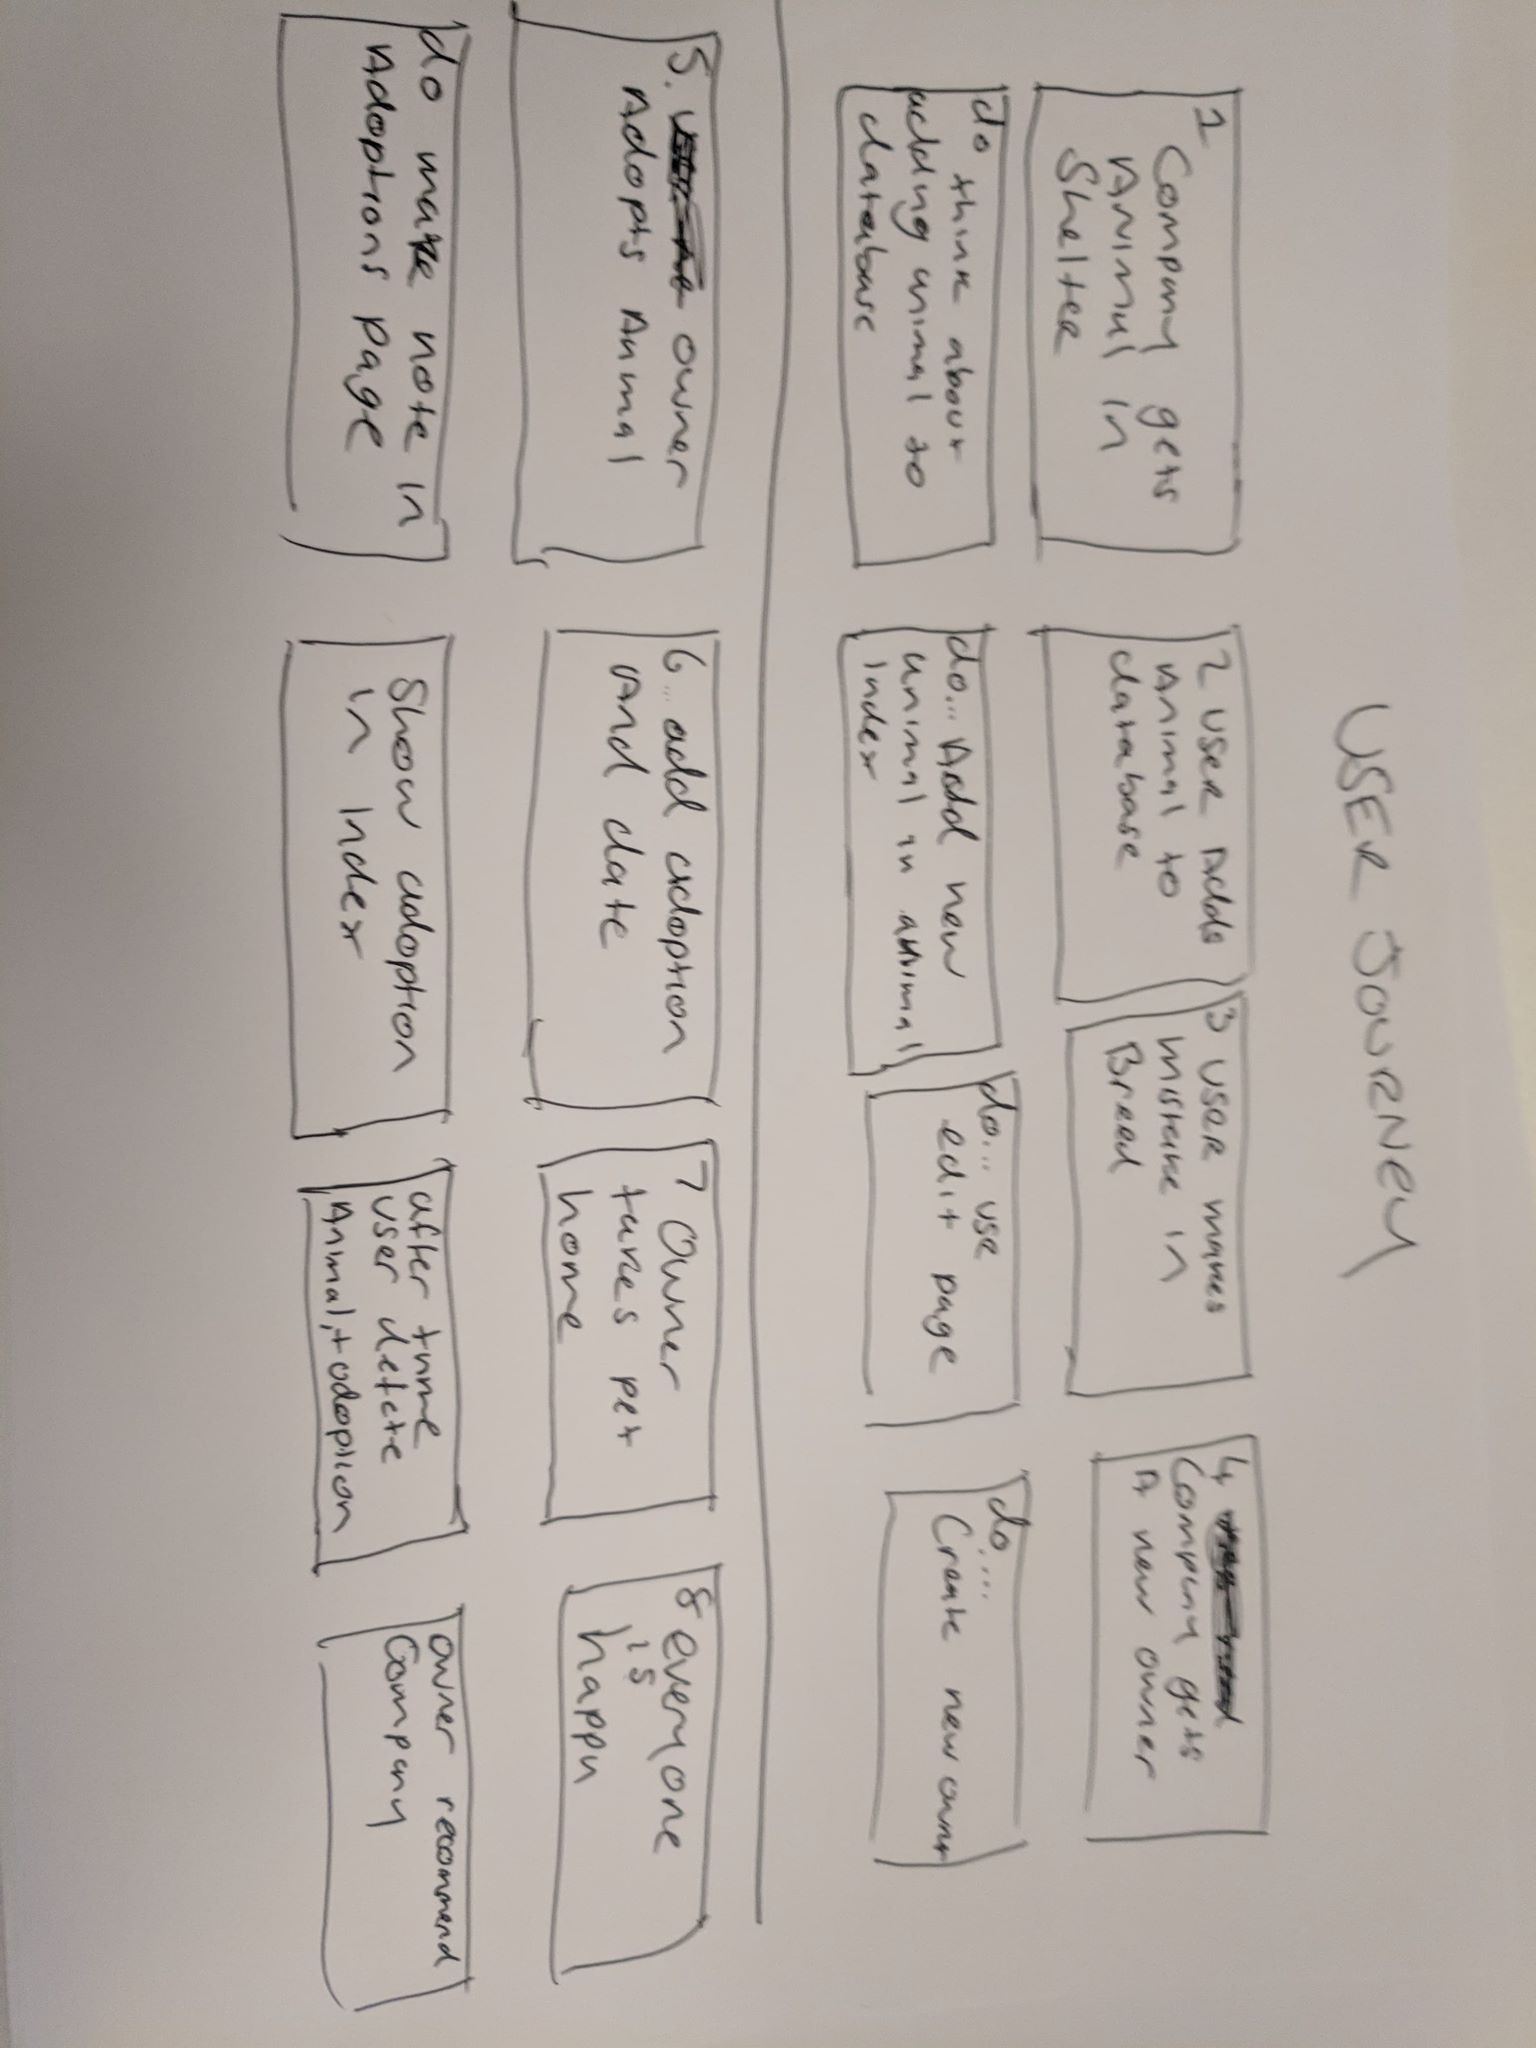 USER JOURNEY
1 Company gets
Animal in
Shelter
2 User Adds
Animal to
database
3 user makes
mistake in
Breed
4
Company gets
A new owner
do think about
adding animal to
database
do... Add new
animal in animal
index
do... use
edit page
do....
Create new owner
5. owner
Adopts Animal
6... add adoption
And date
7 Owner
takes pet
home
8 everyone
is
happy
do make note in
Adoptions page
Show adoption
in index
after time
user delete
Animal,+adoption
owner recommend
Company